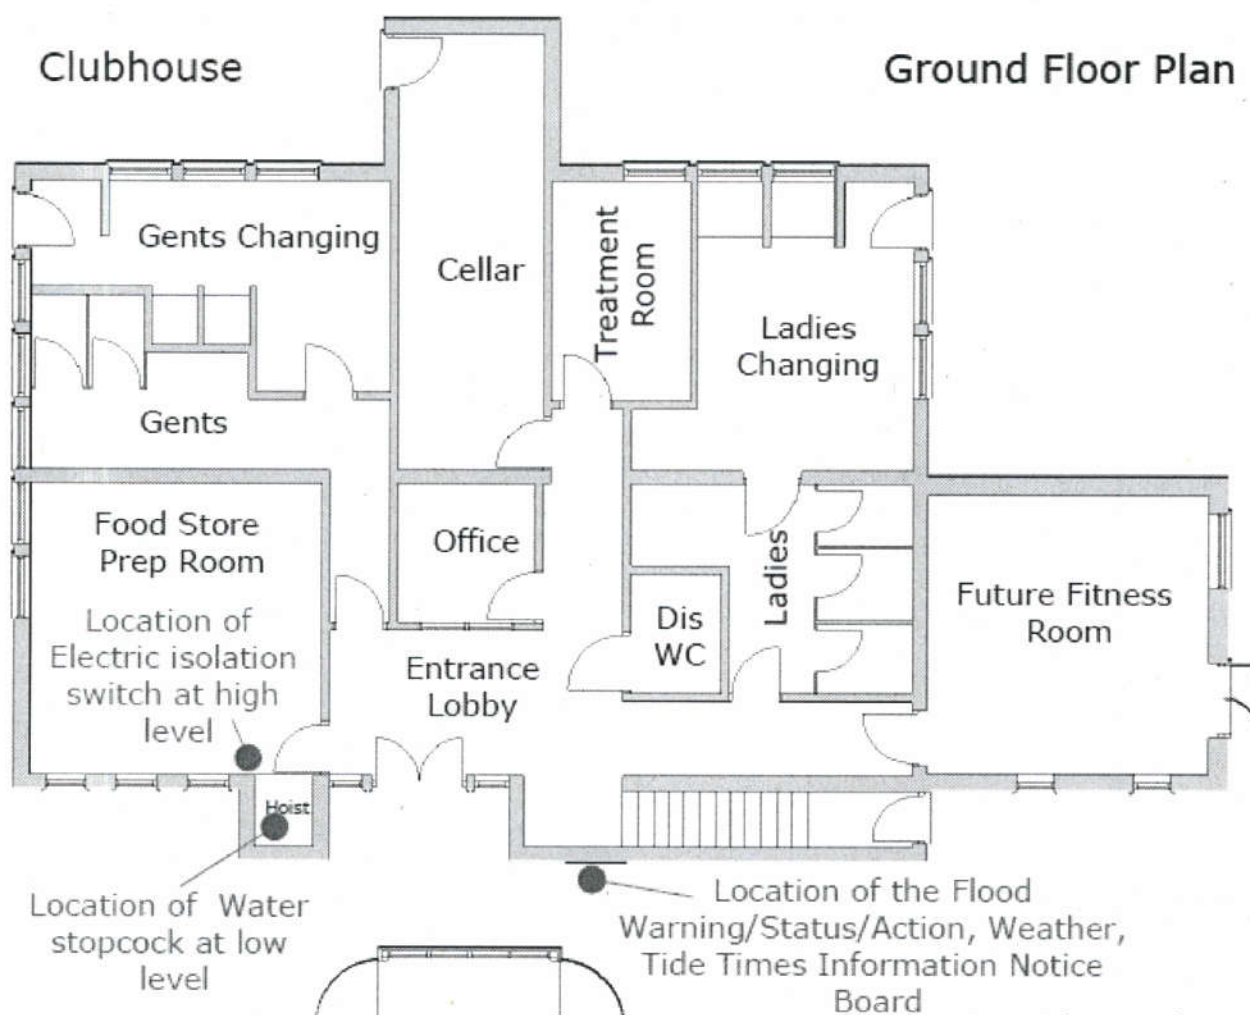 Clubhouse
Ground Floor Plan
Gents Changing
Cellar
Treatment
Room
Ladies
Changing
Gents
Food Store
Prep Room
Office
Ladies
Dis
WC
Future Fitness
Room
Location of
Electric isolation
switch at high
level
Entrance
Lobby
Hoist
Location of Water
stopcock at low
level
Location of the Flood
Warning/Status/Action, Weather,
Tide Times Information Notice
Board